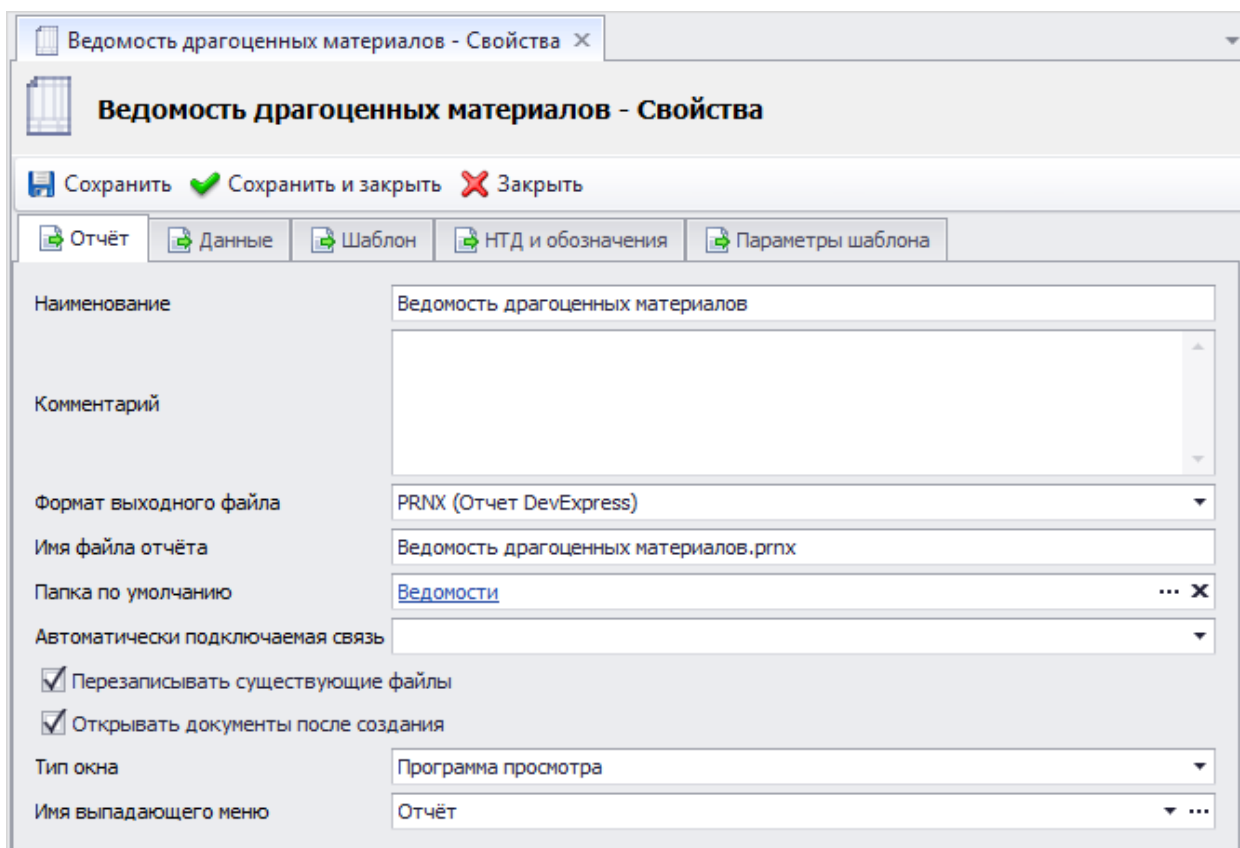 Ведомость драгоценных материалов - Свойства
Ведомость драгоценных материалов - Свойства
Сохранить Сохранить и закрыть Закрыть
Отчёт Данные Шаблон НТД и обозначения Параметры шаблона
Наименование Ведомость драгоценных материалов
Комментарий
Формат выходного файла PRNX (Отчет DevExpress)
Имя файла отчёта Ведомость драгоценных материалов.prnx
Папка по умолчанию Ведомости
Автоматически подключаемая связь
Перезаписывать существующие файлы
Открывать документы после создания
Тип окна Программа просмотра
Имя выпадающего меню Отчёт